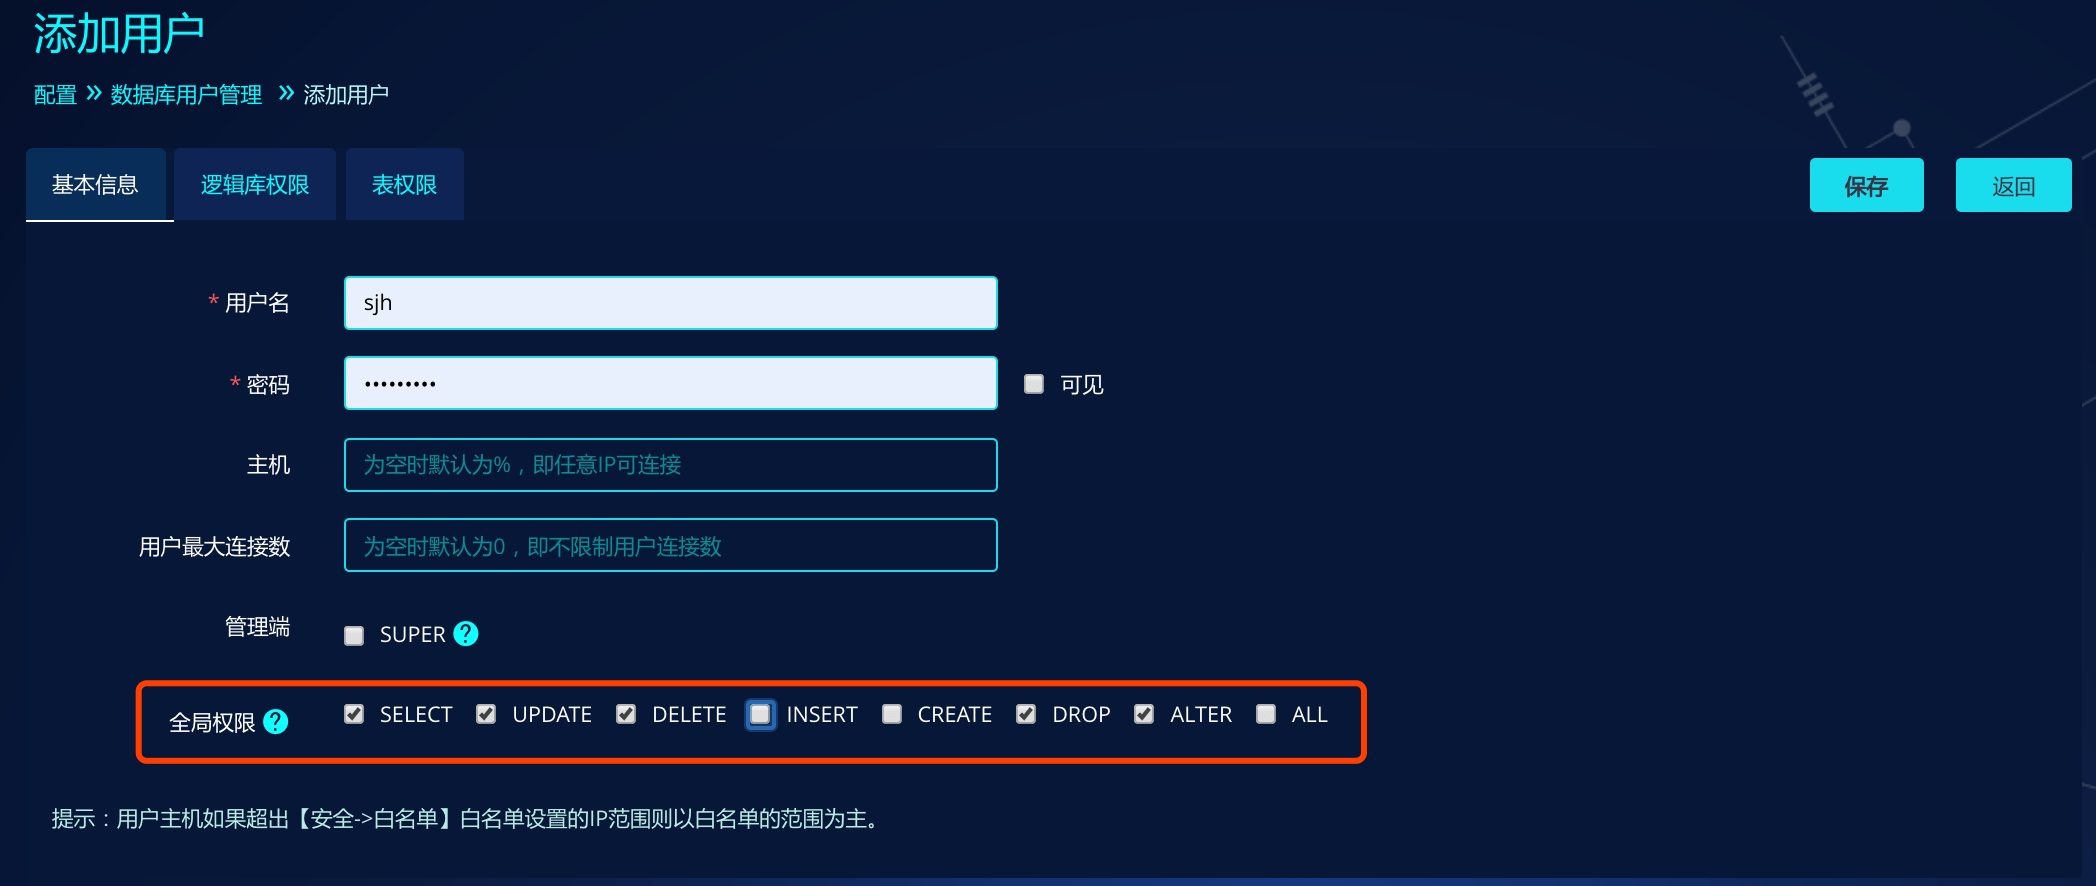 添加用户
配置 » 数据库用户管理 » 添加用户
基本信息 逻辑库权限 表权限 保存 返回
* 用户名 sjh
* 密码 ••••••••• 可见
主机 为空时默认为%，即任意IP可连接
用户最大连接数 为空时默认为0，即不限制用户连接数
管理端 SUPER ?
全局权限 ? SELECT UPDATE DELETE INSERT CREATE DROP ALTER ALL
提示：用户主机如果超出【安全->白名单】白名单设置的IP范围则以白名单的范围为主。